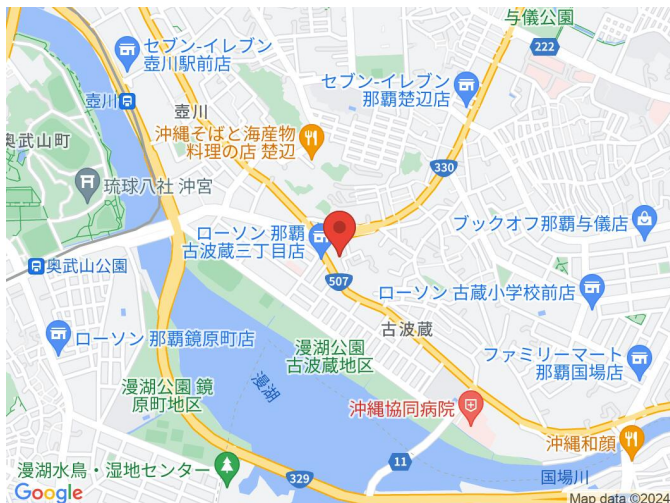 与儀公園
セブン-イレブン
壺川駅前店
222
セブン-イレブン
那覇楚辺店
壺川
壺川
沖縄そばと海産物
料理の店 楚辺
奥武山町
330
琉球八社 沖宮
ブックオフ那覇与儀店
ローソン 那覇
古波蔵三丁目店
奥武山公園
507
ローソン 古蔵小学校前店
古波蔵
ローソン 那覇鏡原町店
漫湖公園
古波蔵地区
ファミリーマート
那覇国場店
漫湖公園 鏡
原町地区
漫湖
沖縄協同病院
沖縄和顔
11
漫湖水鳥・湿地センター
329
国場川
Google
Map data ©2024